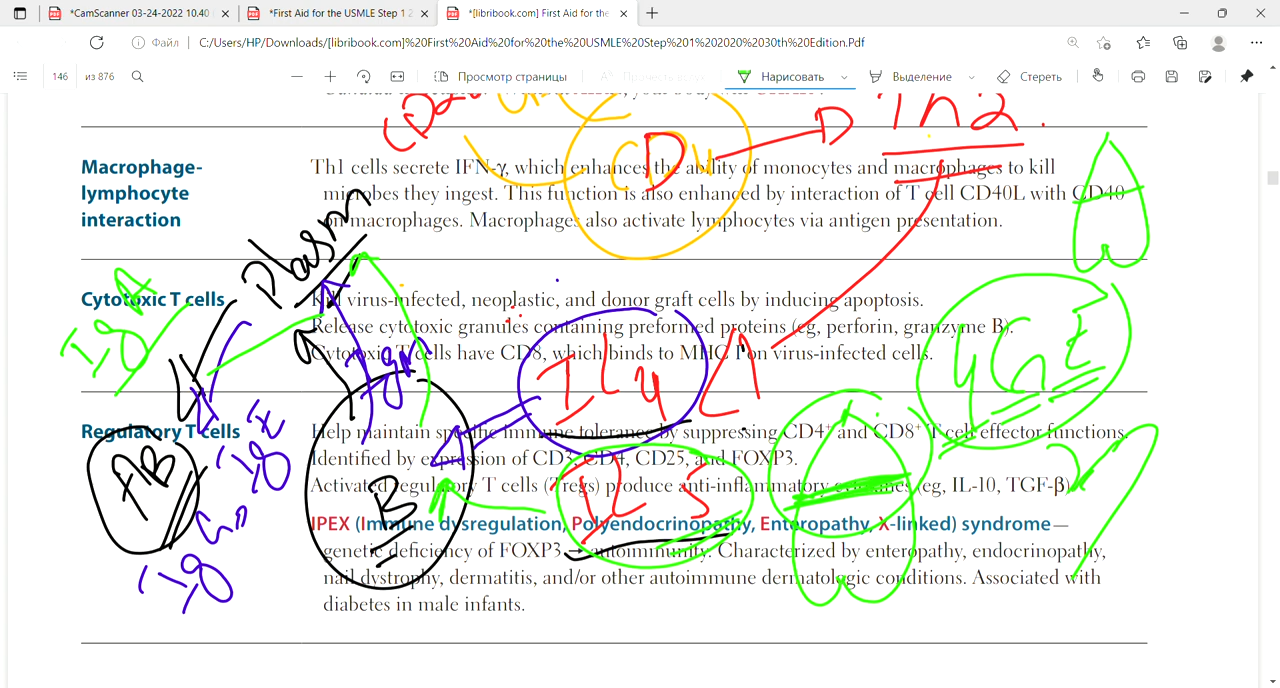 *CamScanner 03-24-2022 10.40
*First Aid for the USMLE Step 1 2
*[libribook.com] First Aid for the
Файл
C:/Users/HP/Downloads/[libribook.com]%20First%20Aid%20for%20the%20USMLE%20Step%201%202020%2030th%20Edition.Pdf
146 из 876
Просмотр страницы
Прочесть вслух
Нарисовать
Выделение
Стереть
CD4
Th2
Macrophage-
lymphocyte
interaction
Th1 cells secrete IFN-γ, which enhances the ability of monocytes and macrophages to kill
microbes they ingest. This function is also enhanced by interaction of T cell CD40L with CD40
on macrophages. Macrophages also activate lymphocytes via antigen presentation.
Plasm
Cytotoxic T cells
Kill virus-infected, neoplastic, and donor graft cells by inducing apoptosis.
Release cytotoxic granules containing preformed proteins (eg, perforin, granzyme B).
Cytotoxic T cells have CD8, which binds to MHC I on virus-infected cells.
IgA
IL4
Regulatory T cells
Help maintain specific immune tolerance by suppressing CD4+ and CD8+ T cell effector functions.
Identified by expression of CD3, CD4, CD25, and FOXP3.
Activated regulatory T cells (Tregs) produce anti-inflammatory cytokines (eg, IL-10, TGF-β).
AB
IgE
B
IL5
IPEX (Immune dysregulation, Polyendocrinopathy, Enteropathy, X-linked) syndrome—
genetic deficiency of FOXP3 → autoimmunity. Characterized by enteropathy, endocrinopathy,
nail dystrophy, dermatitis, and/or other autoimmune dermatologic conditions. Associated with
diabetes in male infants.